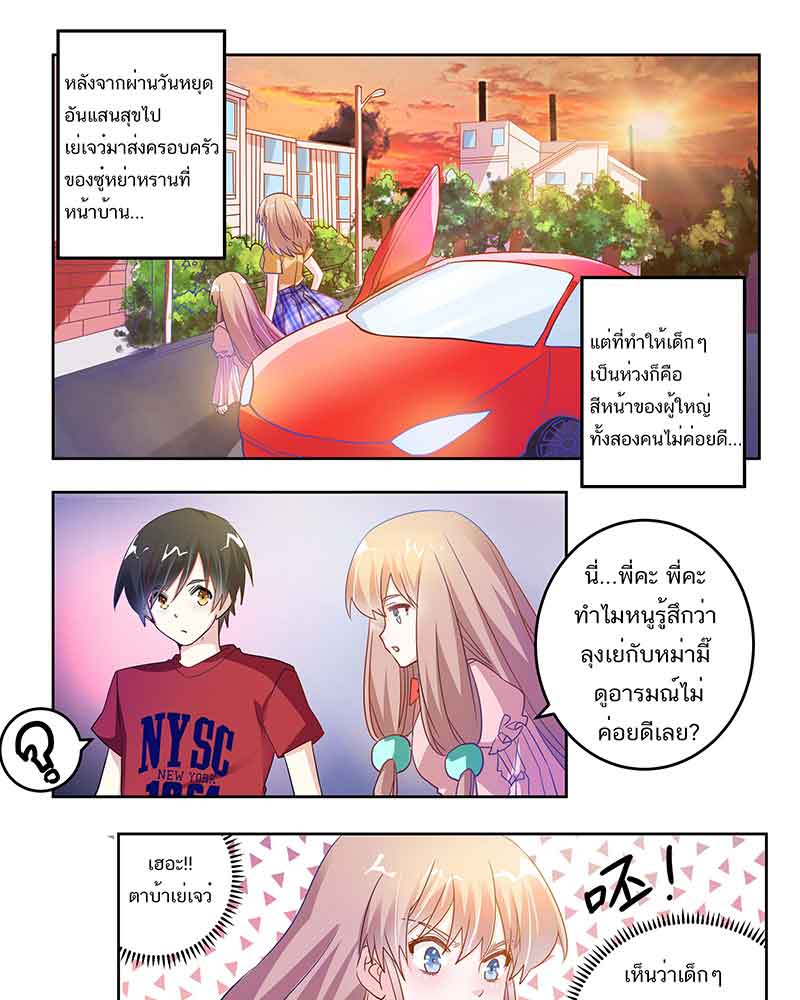 หลังจากผ่านวันหยุด
อันแสนสุขไป
เย่เจว๋มาส่งครอบครัว
ของซู่หย่าหรานที่
หน้าบ้าน...
แต่ที่ทำให้เด็กๆ
เป็นห่วงก็คือ
สีหน้าของผู้ใหญ่
ทั้งสองคนไม่ค่อยดี...
นี่...พี่คะ พี่คะ
ทำไมหนูรู้สึกว่า
ลุงเย่กับหม่ามี๊
ดูอารมณ์ไม่
ค่อยดีเลย?
?
NYSC
NEW YORK
เฮอะ!!
ตาบ้าเย่เจว๋
呸!
เห็นว่าเด็กๆ